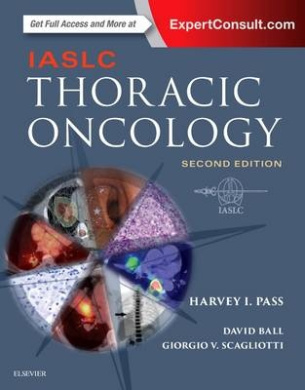 Get Full Access and More at
ExpertConsult.com
IASLC
THORACIC
ONCOLOGY
SECOND EDITION
IASLC
HARVEY I. PASS
DAVID BALL
GIORGIO V. SCAGLIOTTI
ELSEVIER